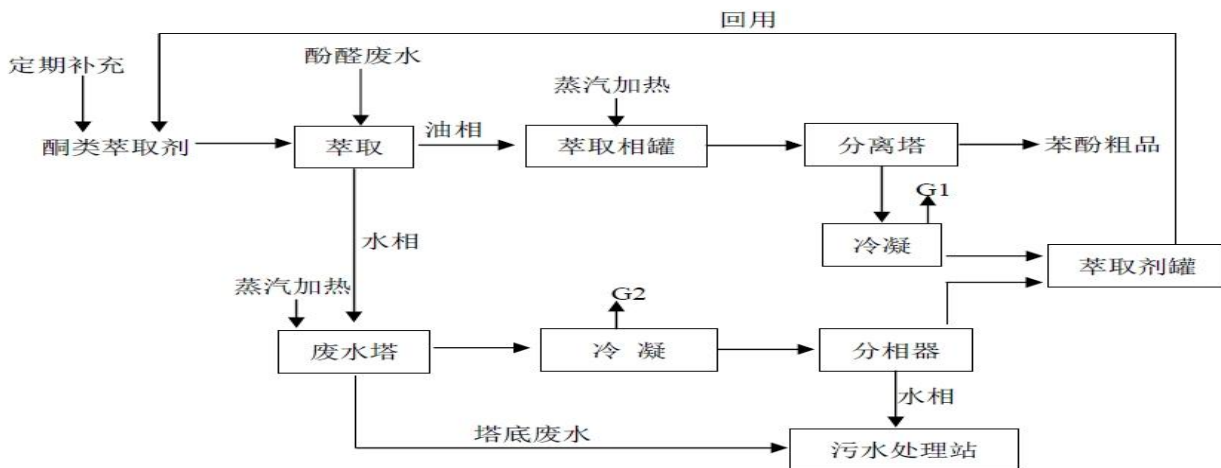 回用
定期补充
酚醛废水
蒸汽加热
酮类萃取剂
萃取
油相
萃取相罐
分离塔
苯酚粗品
G1
水相
冷凝
萃取剂罐
蒸汽加热
G2
废水塔
冷 凝
分相器
水相
塔底废水
污水处理站